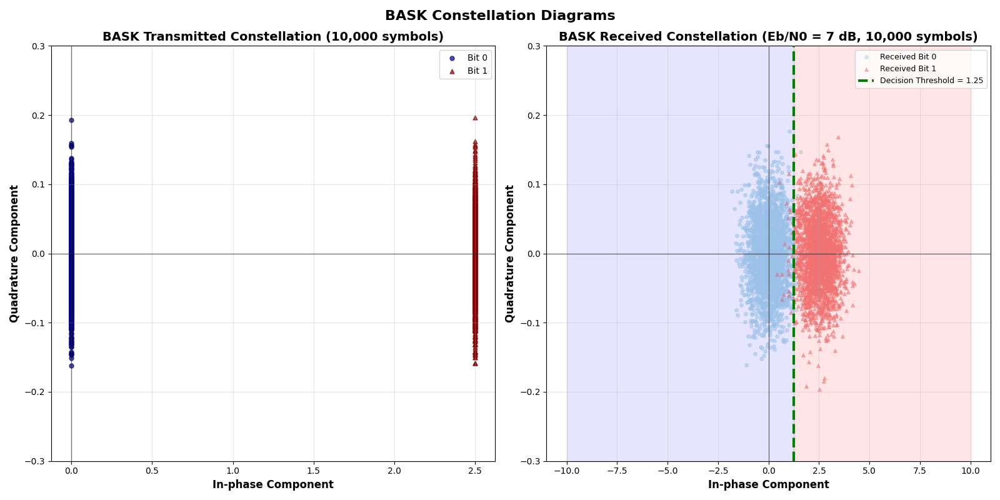 BASK Constellation Diagrams
BASK Transmitted Constellation (10,000 symbols)
0.3
0.2
0.1
0.0
−0.1
−0.2
−0.3
Quadrature Component
Bit 0
Bit 1
0.0
0.5
1.0
1.5
2.0
2.5
In-phase Component
BASK Received Constellation (Eb/N0 = 7 dB, 10,000 symbols)
0.3
0.2
0.1
0.0
−0.1
−0.2
−0.3
Quadrature Component
Received Bit 0
Received Bit 1
Decision Threshold = 1.25
−10.0
−7.5
−5.0
−2.5
0.0
2.5
5.0
7.5
10.0
In-phase Component